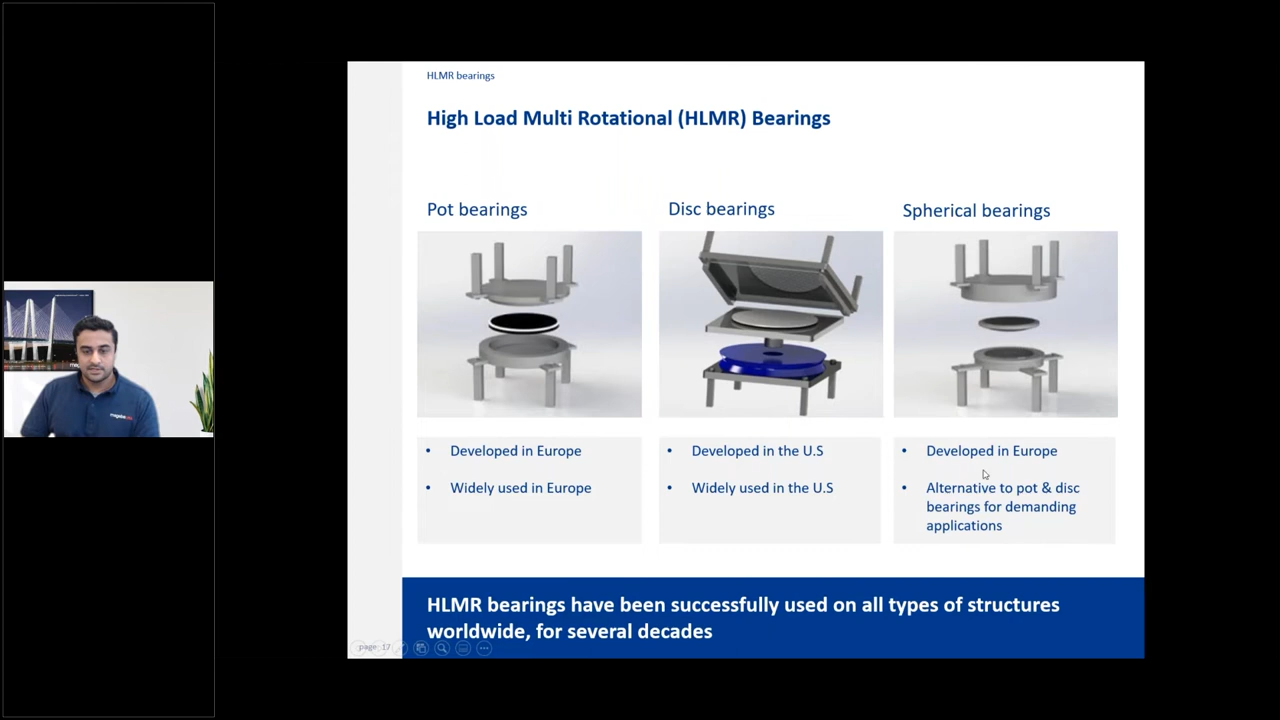 HLMR bearings
High Load Multi Rotational (HLMR) Bearings
Pot bearings
Disc bearings
Spherical bearings
• Developed in Europe
• Widely used in Europe
• Developed in the U.S
• Widely used in the U.S
• Developed in Europe
• Alternative to pot & disc
bearings for demanding
applications
HLMR bearings have been successfully used on all types of structures
worldwide, for several decades
page 17